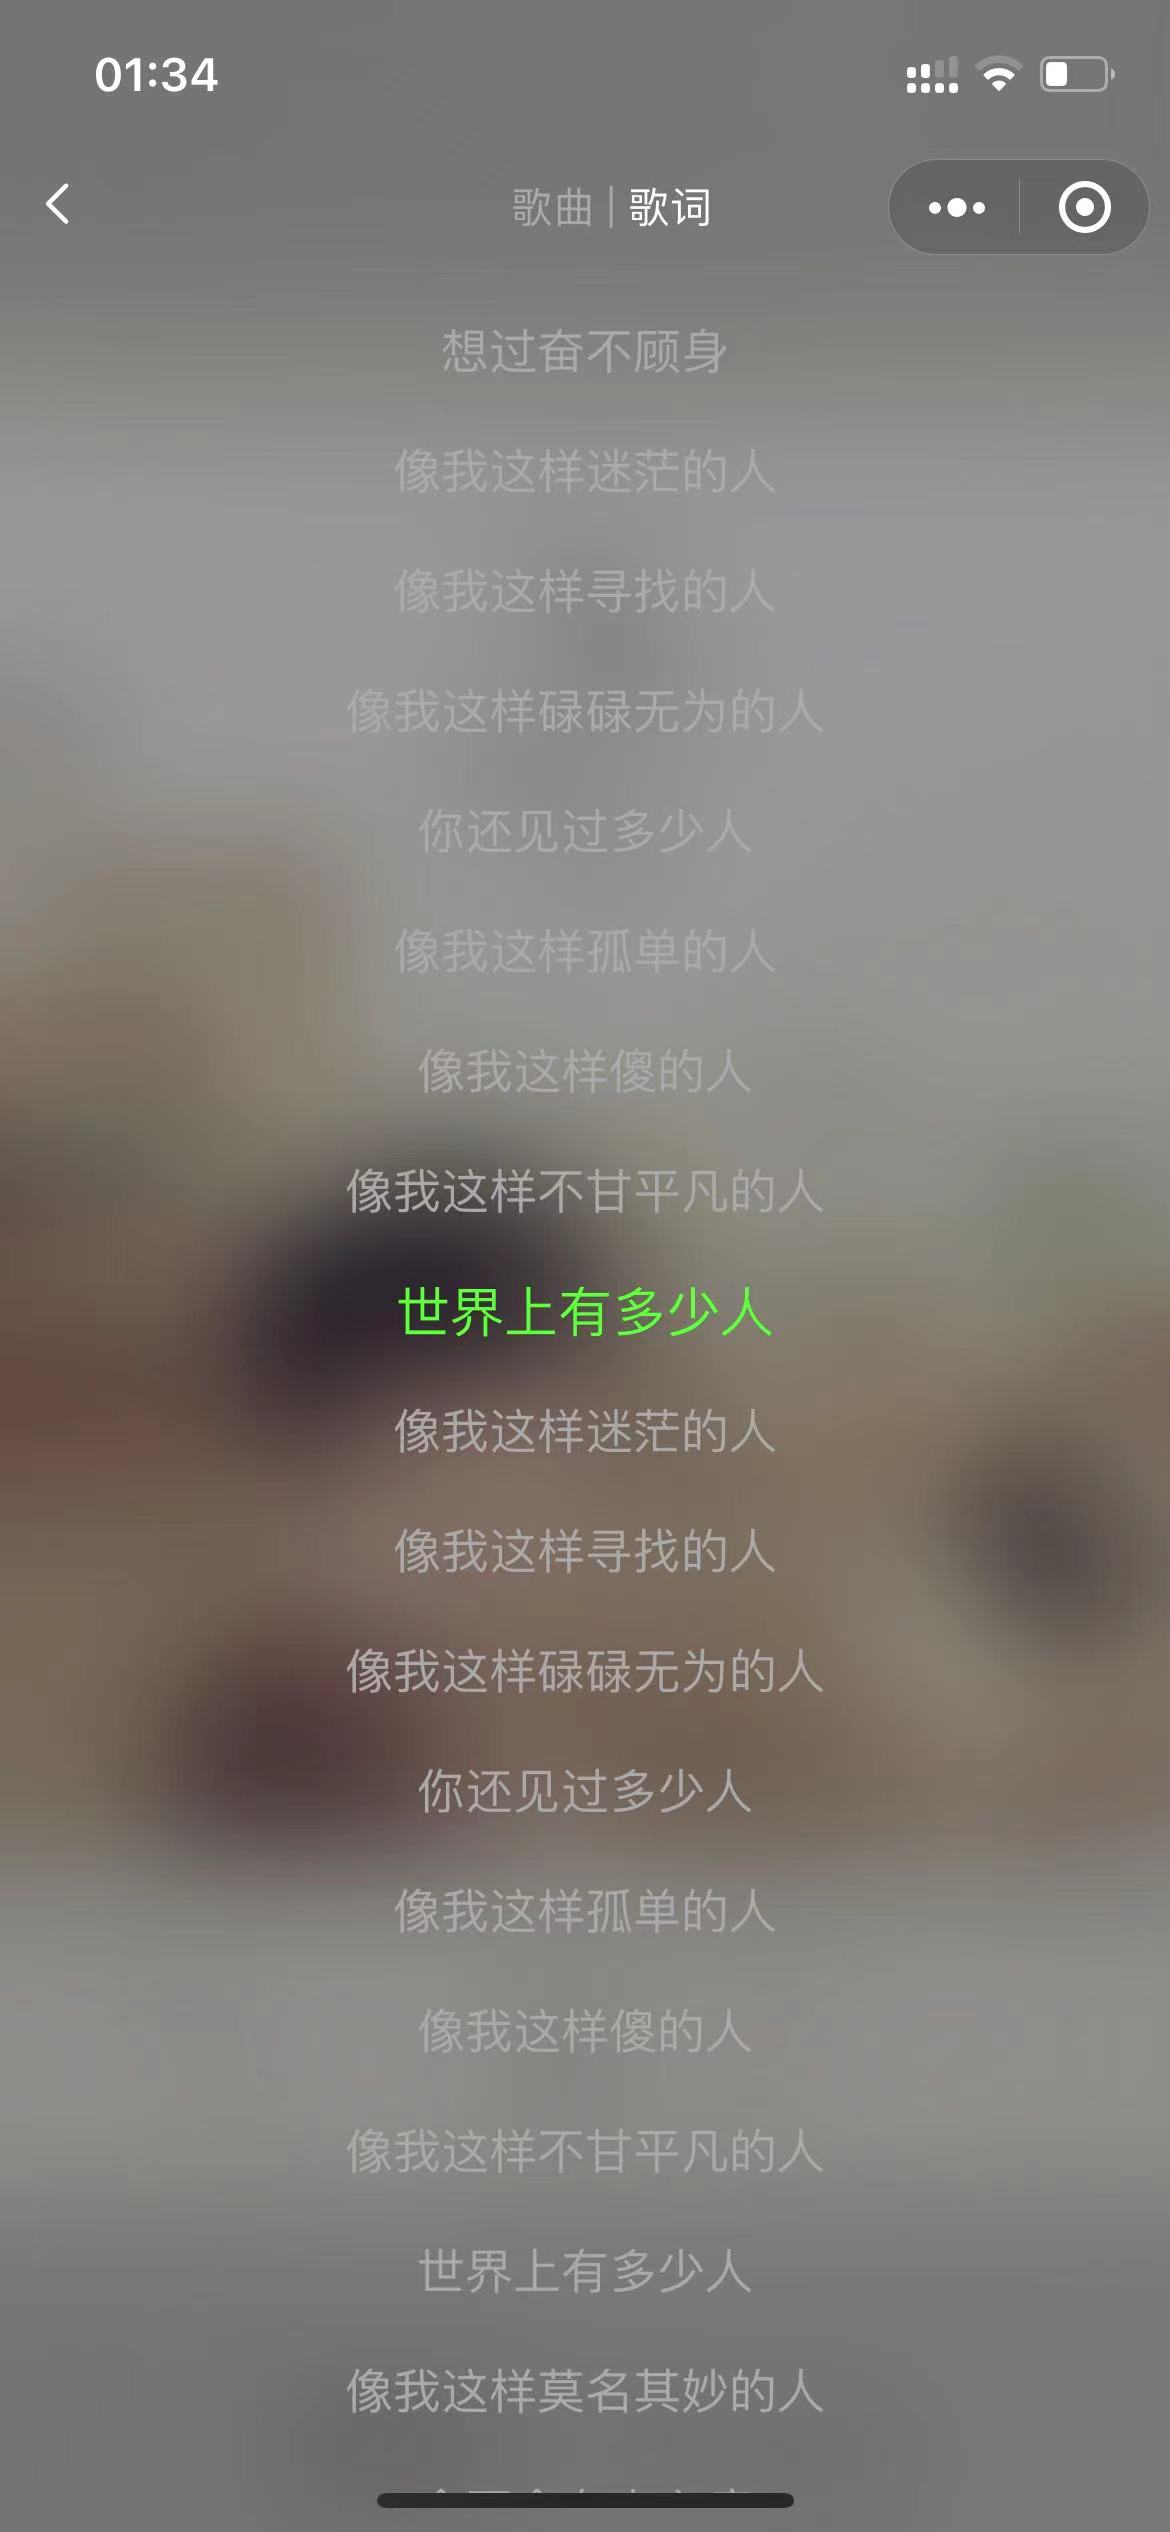 01:34
歌曲 | 歌词
想过奋不顾身
像我这样迷茫的人
像我这样寻找的人
像我这样碌碌无为的人
你还见过多少人
像我这样孤单的人
像我这样傻的人
像我这样不甘平凡的人
世界上有多少人
像我这样迷茫的人
像我这样寻找的人
像我这样碌碌无为的人
你还见过多少人
像我这样孤单的人
像我这样傻的人
像我这样不甘平凡的人
世界上有多少人
像我这样莫名其妙的人